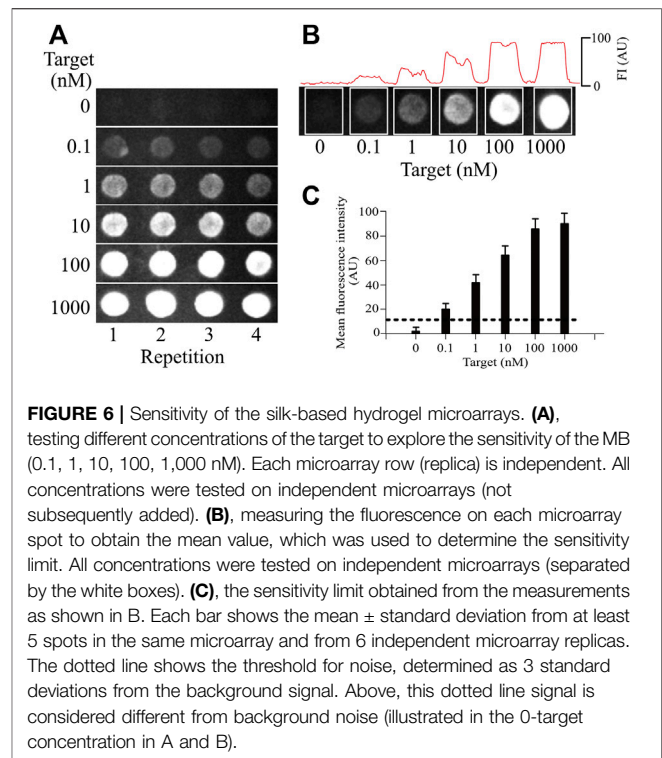 A
Target
(nM)
0
0.1
1
10
100
1000
1 2 3 4
Repetition
B
100
0
FI (AU)
0 0.1 1 10 100 1000
Target (nM)
C
Mean fluorescence intensity
(AU)
100
80
60
40
20
0
0 0.1 1 10 100 1000
Target (nM)
FIGURE 6 | Sensitivity of the silk-based hydrogel microarrays. (A),
testing different concentrations of the target to explore the sensitivity of the MB
(0.1, 1, 10, 100, 1,000 nM). Each microarray row (replica) is independent. All
concentrations were tested on independent microarrays (not
subsequently added). (B), measuring the fluorescence on each microarray
spot to obtain the mean value, which was used to determine the sensitivity
limit. All concentrations were tested on independent microarrays (separated
by the white boxes). (C), the sensitivity limit obtained from the measurements
as shown in B. Each bar shows the mean ± standard deviation from at least
5 spots in the same microarray and from 6 independent microarray replicas.
The dotted line shows the threshold for noise, determined as 3 standard
deviations from the background signal. Above, this dotted line signal is
considered different from background noise (illustrated in the 0-target
concentration in A and B).